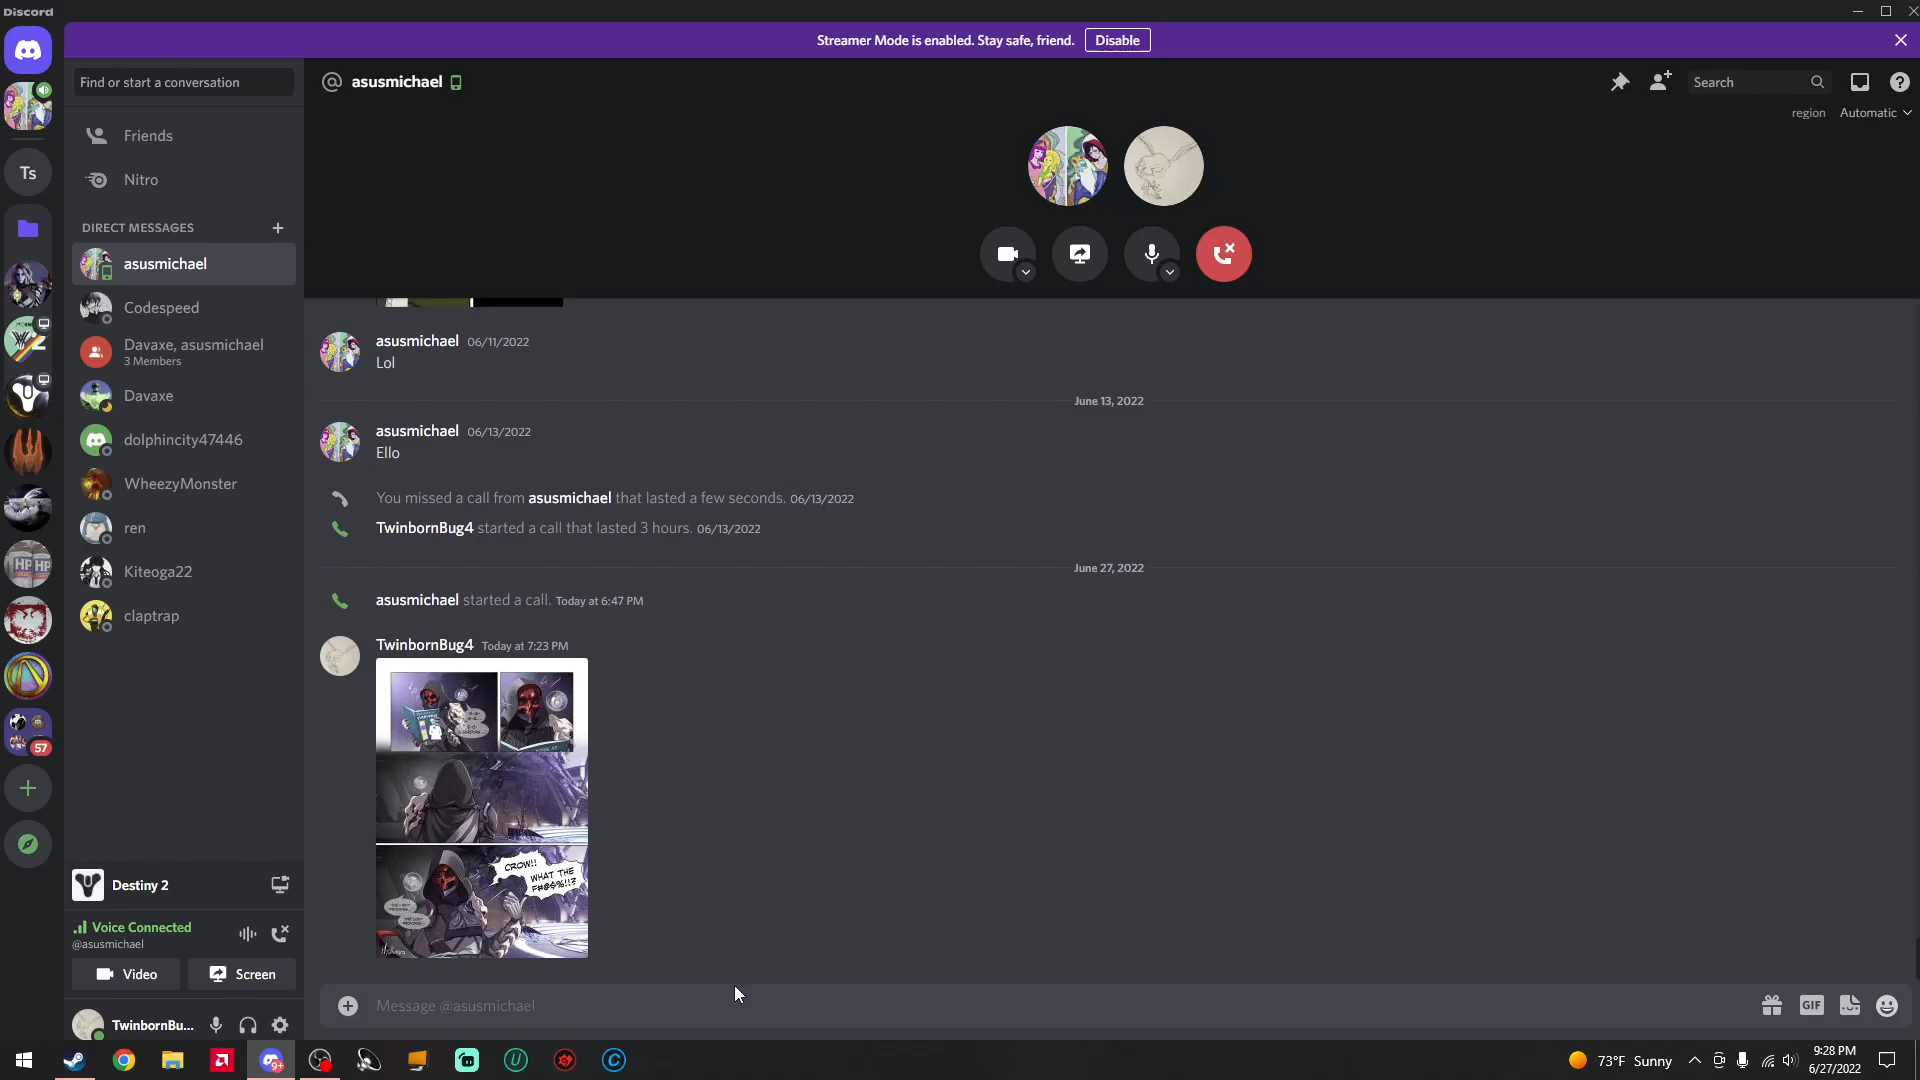 Discord
Streamer Mode is enabled. Stay safe, friend.
Disable
Find or start a conversation
asusmichael
Search
region
Automatic
Friends
Ts
Nitro
DIRECT MESSAGES
asusmichael
Codespeed
Davaxe, asusmichael
3 Members
Davaxe
dolphincity47446
WheezyMonster
ren
Kiteoga22
claptrap
57
asusmichael 06/11/2022
Lol
June 13, 2022
asusmichael 06/13/2022
Ello
You missed a call from asusmichael that lasted a few seconds. 06/13/2022
TwinbornBug4 started a call that lasted 3 hours. 06/13/2022
June 27, 2022
asusmichael started a call. Today at 6:47 PM
TwinbornBug4 Today at 7:23 PM
CROW!!
WHAT THE
F#@$%!!?
Destiny 2
Voice Connected
@asusmichael
Video
Screen
Message @asusmichael
GIF
TwinbornBu...
9+
73°F Sunny
9:28 PM
6/27/2022